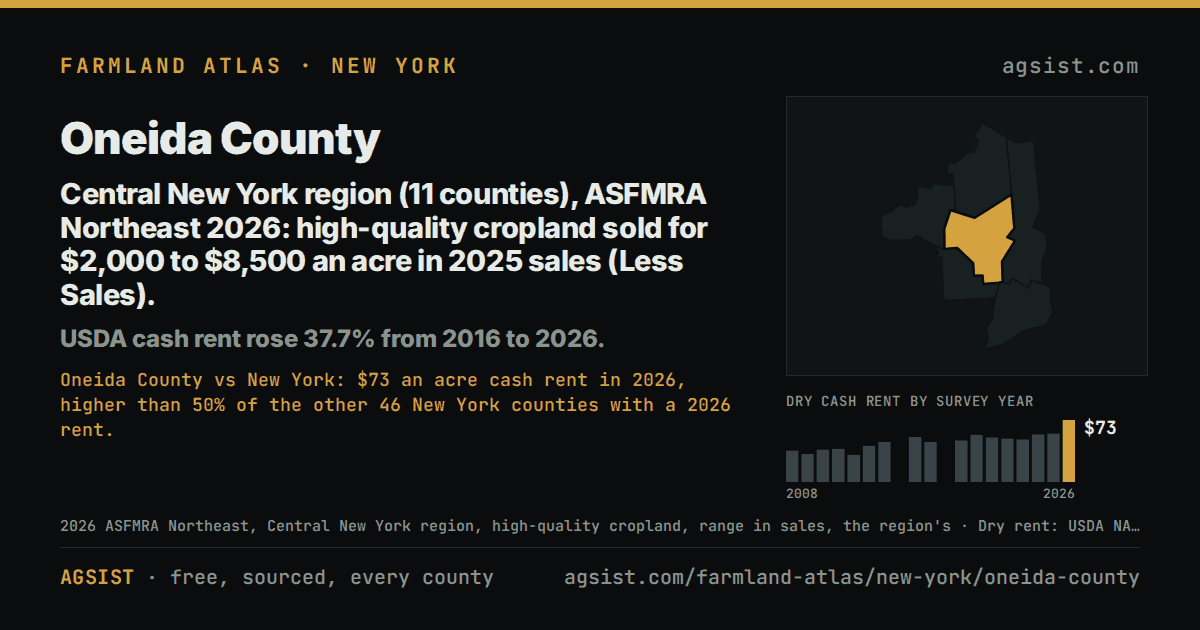 FARMLAND ATLAS · NEW YORK
agsist.com
Oneida County
Central New York region (11 counties), ASFMRA
Northeast 2026: high-quality cropland sold for
$2,000 to $8,500 an acre in 2025 sales (Less
Sales).
USDA cash rent rose 37.7% from 2016 to 2026.
Oneida County vs New York: $73 an acre cash rent in 2026,
higher than 50% of the other 46 New York counties with a 2026
rent.
DRY CASH RENT BY SURVEY YEAR
$73
2008
2026
2026 ASFMRA Northeast, Central New York region, high-quality cropland, range in sales, the region's · Dry rent: USDA NA…
AGSIST · free, sourced, every county
agsist.com/farmland-atlas/new-york/oneida-county